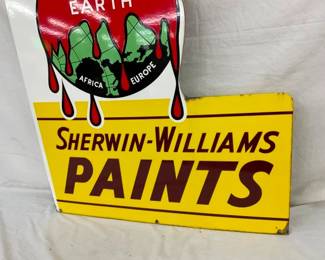 EARTH
AFRICA EUROPE
SHERWIN-WILLIAMS
PAINTS